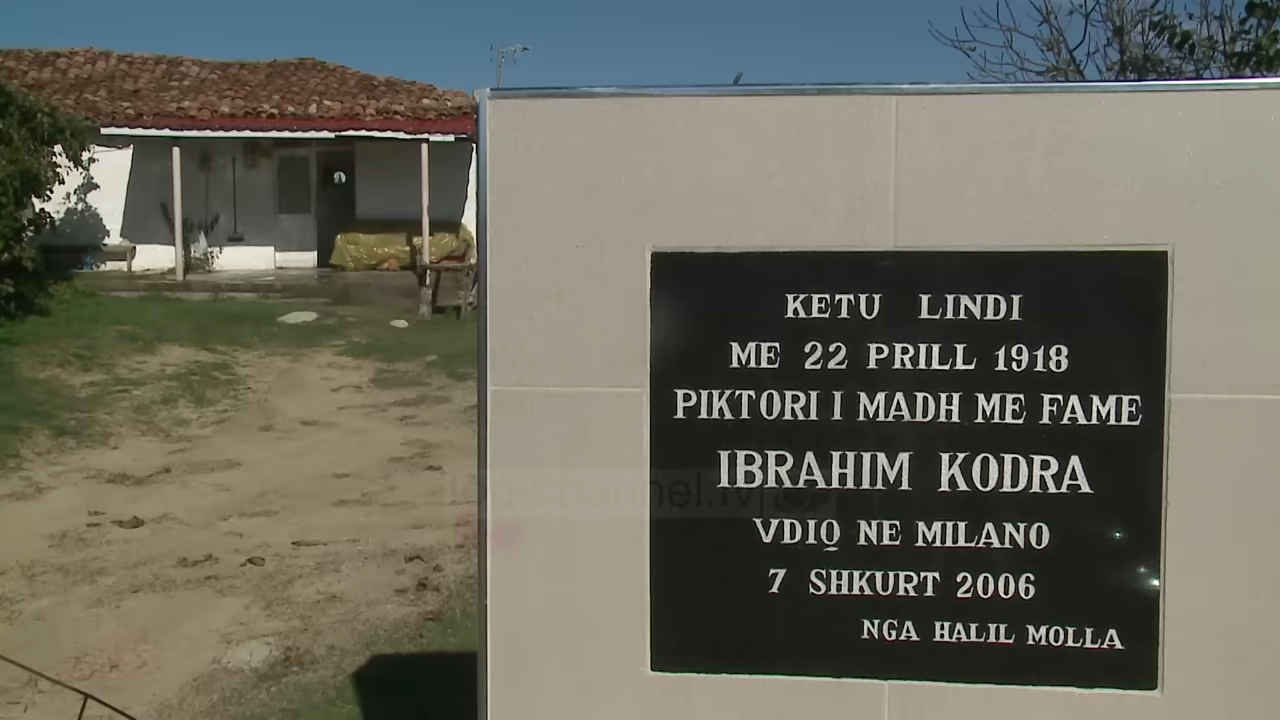 KETU LINDI
ME 22 PRILL 1918
PIKTORI I MADH ME FAME
IBRAHIM KODRA
VDIQ NE MILANO
7 SHKURT 2006
NGA HALIL MOLLA